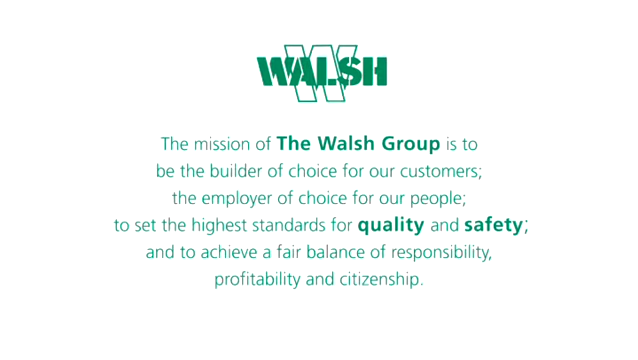 WALSH
The mission of The Walsh Group is to
be the builder of choice for our customers;
the employer of choice for our people;
to set the highest standards for quality and safety;
and to achieve a fair balance of responsibility,
profitability and citizenship.